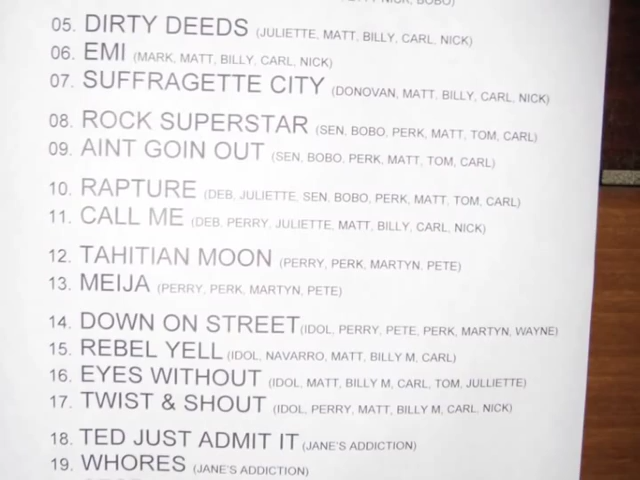 NICK, BOBO)
05. DIRTY DEEDS (JULIETTE, MATT, BILLY, CARL, NICK)
06. EMI (MARK, MATT, BILLY, CARL, NICK)
07. SUFFRAGETTE CITY (DONOVAN, MATT. BILLY, CARL, NICK)
08. ROCK SUPERSTAR (SEN, BOBO, PERK, MATT, TOM, CARL)
09. AINT GOIN OUT (SEN, BOBO, PERK, MATT, TOM, CARL)
10. RAPTURE (DEB, JULIETTE, SEN, BOBO, PERK, MATT, TOM, CARL)
11. CALL ME (DEB, PERRY, JULIETTE, MATT, BILLY, CARL, NICK)
12. TAHITIAN MOON (PERRY, PERK, MARTYN, PETE)
13. MEIJA (PERRY, PERK, MARTYN, PETE)
14. DOWN ON STREET(IDOL, PERRY, PETE, PERK, MARTYN, WAYNE)
15. REBEL YELL (IDOL, NAVARRO, MATT, BILLY M, CARL)
16. EYES WITHOUT (IDOL, MATT, BILLY M, CARL, TOM, JULLIETTE)
17. TWIST & SHOUT (IDOL, PERRY, MATT, BILLY M, CARL, NICK)
18. TED JUST ADMIT IT (JANE'S ADDICTION)
19. WHORES (JANE'S ADDICTION)